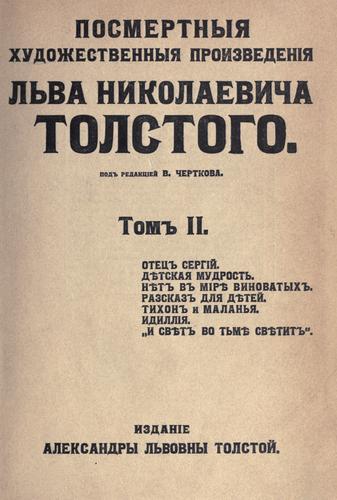 ПОСМЕРТНЫЯ
ХУДОЖЕСТВЕННЫЯ ПРОИЗВЕДЕНІЯ
ЛЬВА НИКОЛАЕВИЧА
ТОЛСТОГО.
ПОДЪ РЕДАКЦІЕЙ В. ЧЕРТКОВА.
Томъ II.
ОТЕЦЪ СЕРГІЙ.
ДѢТСКАЯ МУДРОСТЬ.
НѢТЪ ВЪ МІРѢ ВИНОВАТЫХЪ.
РАЗСКАЗЪ ДЛЯ ДѢТЕЙ.
ТИХОНЪ и МАЛАНЬЯ.
ИДИЛЛІЯ.
„И СВѢТЪ ВО ТЬМѢ СВѢТИТЪ“.
ИЗДАНІЕ
АЛЕКСАНДРЫ ЛЬВОВНЫ ТОЛСТОЙ.